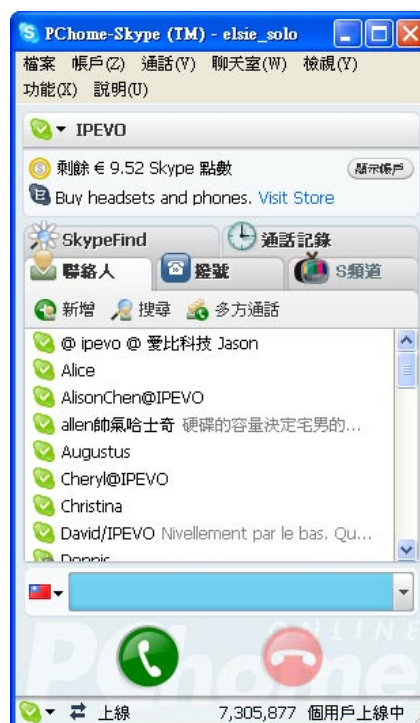 PChome-Skype (TM) - elsie_solo
檔案 帳戶(Z) 通話(Y) 聊天室(W) 檢視(Y)
功能(X) 說明(U)
IPEVO
剩餘 € 9.52 Skype 點數 顯示帳戶
Buy headsets and phones. Visit Store
SkypeFind 通話記錄
聯絡人 撥號 S頻道
新增 搜尋 多方通話
@ ipevo @ 愛比科技 Jason
Alice
AlisonChen@IPEVO
allen帥氣哈士奇 硬碟的容量決定宅男的...
Augustus
Cheryl@IPEVO
Christina
David/IPEVO Nivellement par le bas. Qu...
Dennis
ONLINE
PChome
上線 7,305,877 個用戶上線中